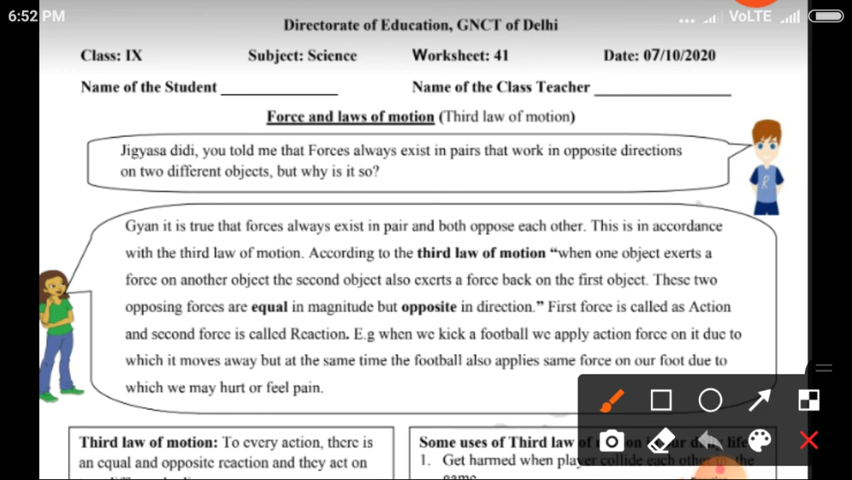 6:52 PM
VoLTE
Directorate of Education, GNCT of Delhi
Class: IX Subject: Science Worksheet: 41 Date: 07/10/2020
Name of the Student ______________ Name of the Class Teacher ________________
Force and laws of motion (Third law of motion)
Jigyasa didi, you told me that Forces always exist in pairs that work in opposite directions
on two different objects, but why is it so?
R
Gyan it is true that forces always exist in pair and both oppose each other. This is in accordance
with the third law of motion. According to the third law of motion “when one object exerts a
force on another object the second object also exerts a force back on the first object. These two
opposing forces are equal in magnitude but opposite in direction.” First force is called as Action
and second force is called Reaction. E.g when we kick a football we apply action force on it due to
which it moves away but at the same time the football also applies same force on our foot due to
which we may hurt or feel pain.
Third law of motion: To every action, there is
an equal and opposite reaction and they act on
Some uses of Third law of life
1. Get harmed when player collide each other the